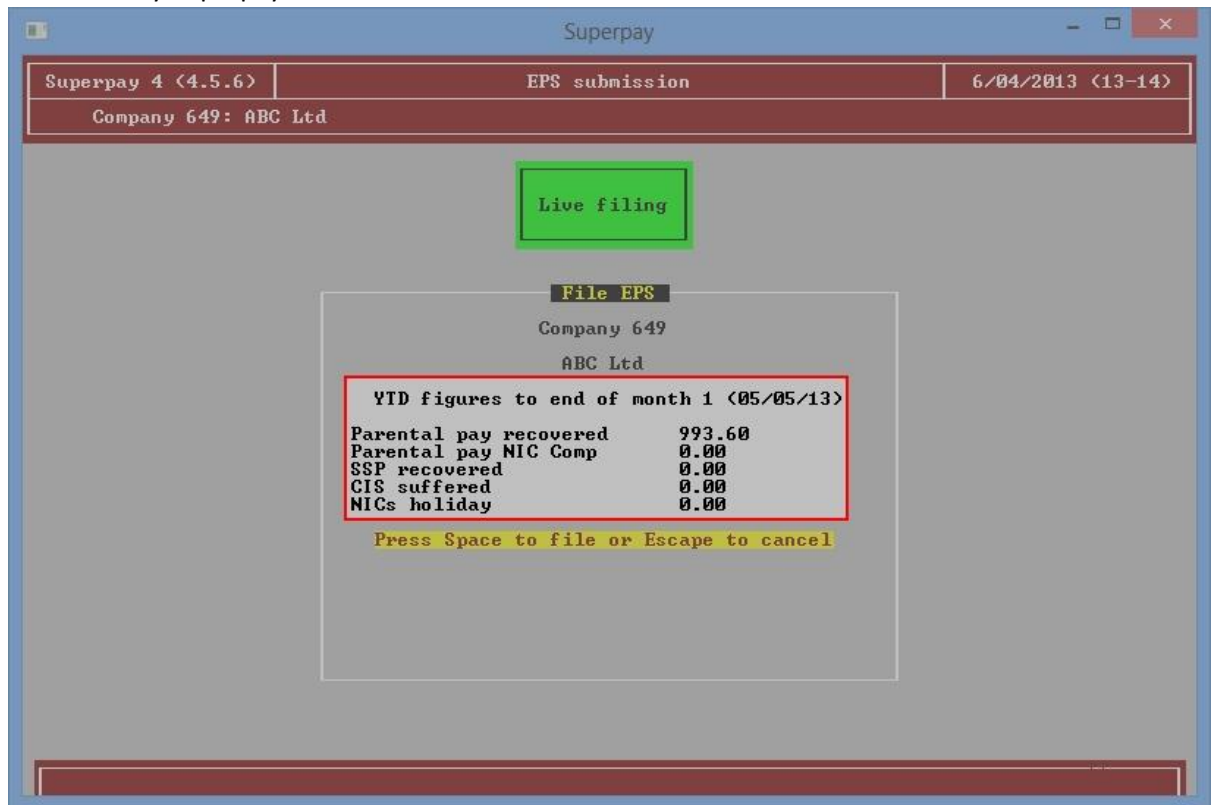 Superpay
Superpay 4 (4.5.6) EPS submission 6/04/2013 (13-14)
Company 649: ABC Ltd
Live filing
File EPS
Company 649
ABC Ltd
YTD figures to end of month 1 (05/05/13)
Parental pay recovered 993.60
Parental pay NIC Comp 0.00
SSP recovered 0.00
CIS suffered 0.00
NICs holiday 0.00
Press Space to file or Escape to cancel